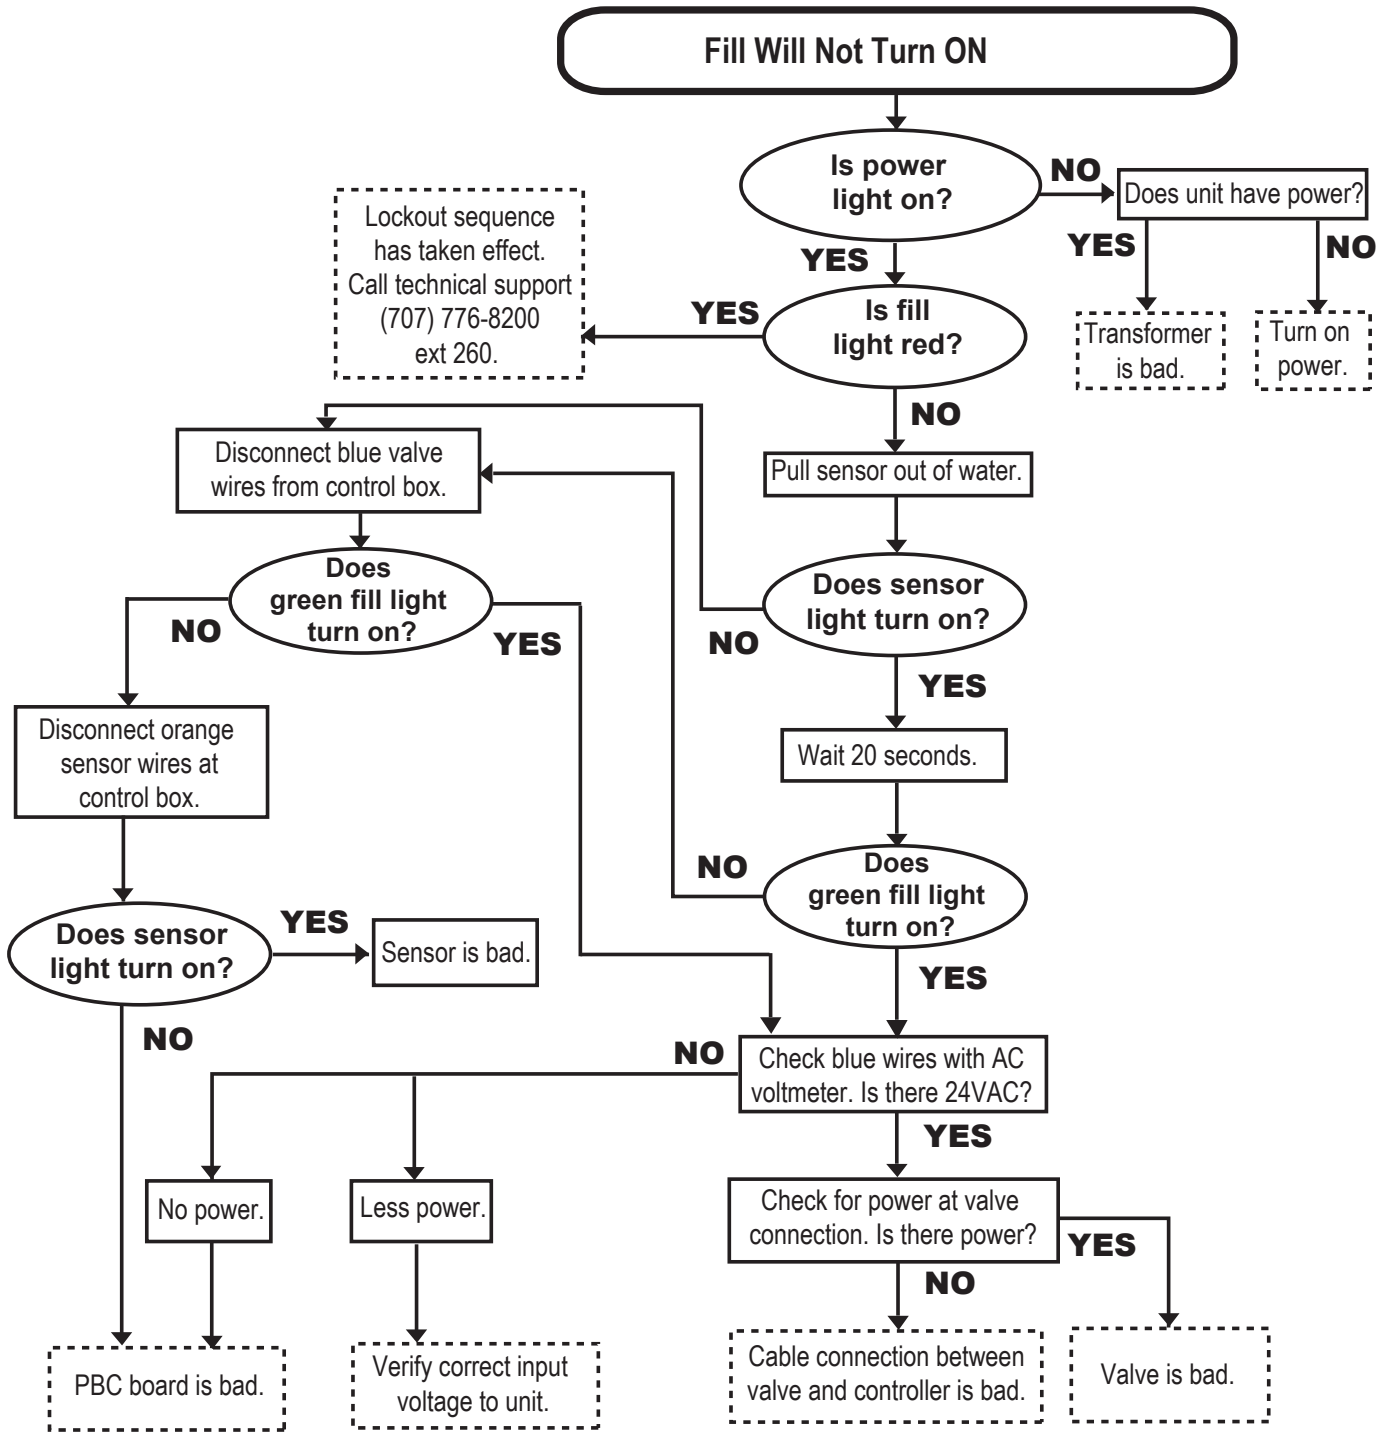 Fill Will Not Turn ON
Is power
light on?
NO
Does unit have power?
YES
NO
Transformer
is bad.
Turn on
power.
YES
Is fill
light red?
YES
Lockout sequence
has taken effect.
Call technical support
(707) 776-8200
ext 260.
NO
Pull sensor out of water.
Does sensor
light turn on?
NO
YES
Disconnect blue valve
wires from control box.
Does
green fill light
turn on?
NO
YES
Disconnect orange
sensor wires at
control box.
Wait 20 seconds.
Does
green fill light
turn on?
NO
YES
Does sensor
light turn on?
YES
Sensor is bad.
NO
Check blue wires with AC
voltmeter. Is there 24VAC?
NO
YES
No power.
Less power.
Check for power at valve
connection. Is there power?
YES
NO
PBC board is bad.
Verify correct input
voltage to unit.
Cable connection between
valve and controller is bad.
Valve is bad.